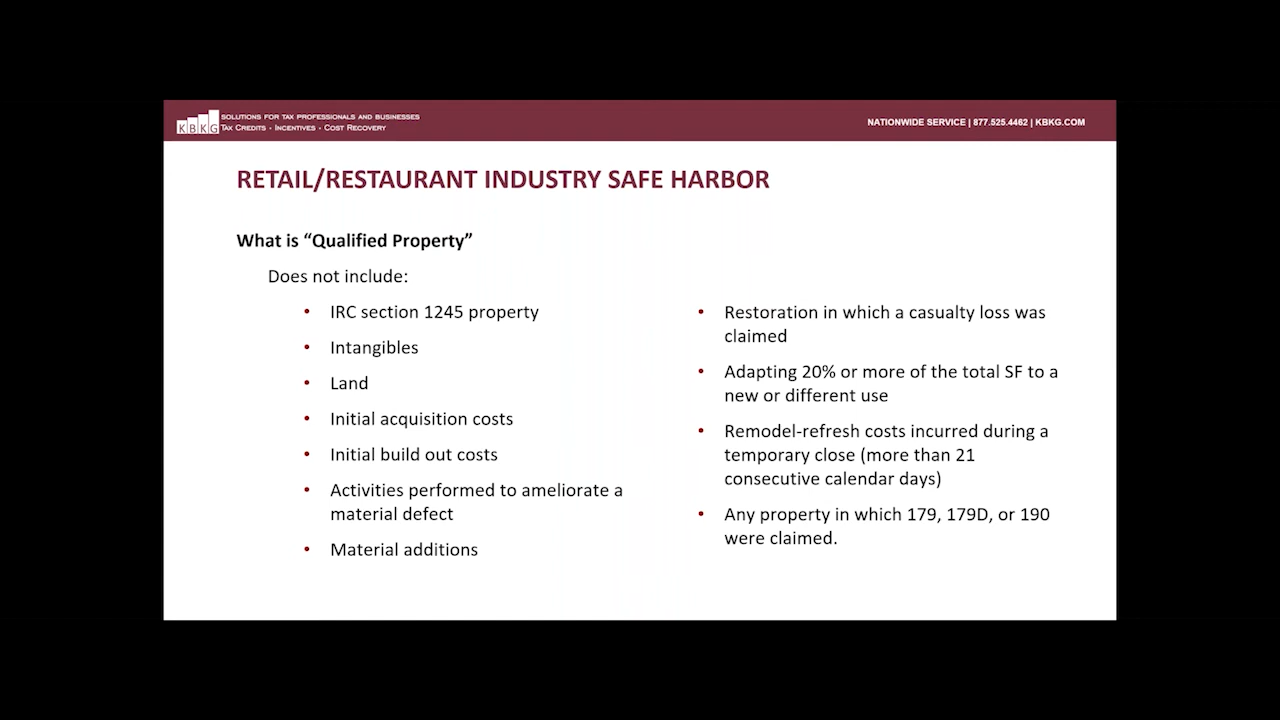 KBKG
SOLUTIONS FOR TAX PROFESSIONALS AND BUSINESSES
TAX CREDITS • INCENTIVES • COST RECOVERY
NATIONWIDE SERVICE | 877.525.4462 | KBKG.COM
RETAIL/RESTAURANT INDUSTRY SAFE HARBOR
What is “Qualified Property”
Does not include:
• IRC section 1245 property
• Intangibles
• Land
• Initial acquisition costs
• Initial build out costs
• Activities performed to ameliorate a
material defect
• Material additions
• Restoration in which a casualty loss was
claimed
• Adapting 20% or more of the total SF to a
new or different use
• Remodel-refresh costs incurred during a
temporary close (more than 21
consecutive calendar days)
• Any property in which 179, 179D, or 190
were claimed.